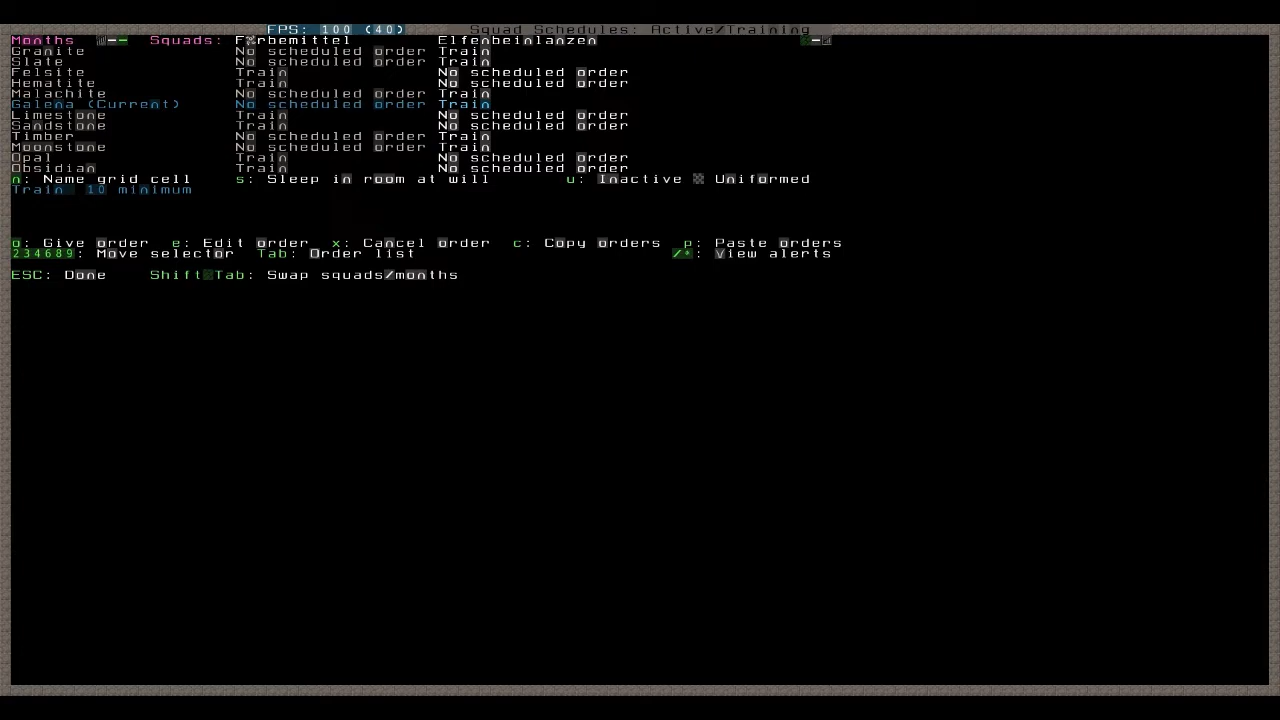 FPS: 100 (40) Squad Schedules: Active/Training
Months Squads: F%rbemittel Elfenbeinlanzen
Granite No scheduled order Train
Slate No scheduled order Train
Felsite Train No scheduled order
Hematite Train No scheduled order
Malachite No scheduled order Train
Galena (Current) No scheduled order Train
Limestone Train No scheduled order
Sandstone Train No scheduled order
Timber No scheduled order Train
Moonstone No scheduled order Train
Opal Train No scheduled order
Obsidian Train No scheduled order
n: Name grid cell s: Sleep in room at will u: Inactive Uniformed
Train 10 minimum
o: Give order e: Edit order x: Cancel order c: Copy orders p: Paste orders
234689: Move selector Tab: Order list /*: View alerts
ESC: Done Shift Tab: Swap squads/months